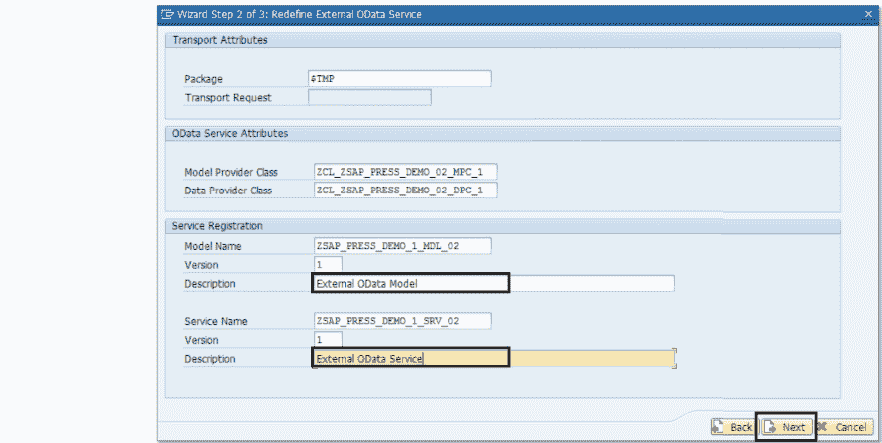 Wizard Step 2 of 3: Redefine External OData Service
Transport Attributes
Package $TMP
Transport Request
OData Service Attributes
Model Provider Class ZCL_ZSAP_PRESS_DEMO_02_MPC_1
Data Provider Class ZCL_ZSAP_PRESS_DEMO_02_DPC_1
Service Registration
Model Name ZSAP_PRESS_DEMO_1_MDL_02
Version 1
Description External OData Model
Service Name ZSAP_PRESS_DEMO_1_SRV_02
Version 1
Description External OData Service
Back Next Cancel